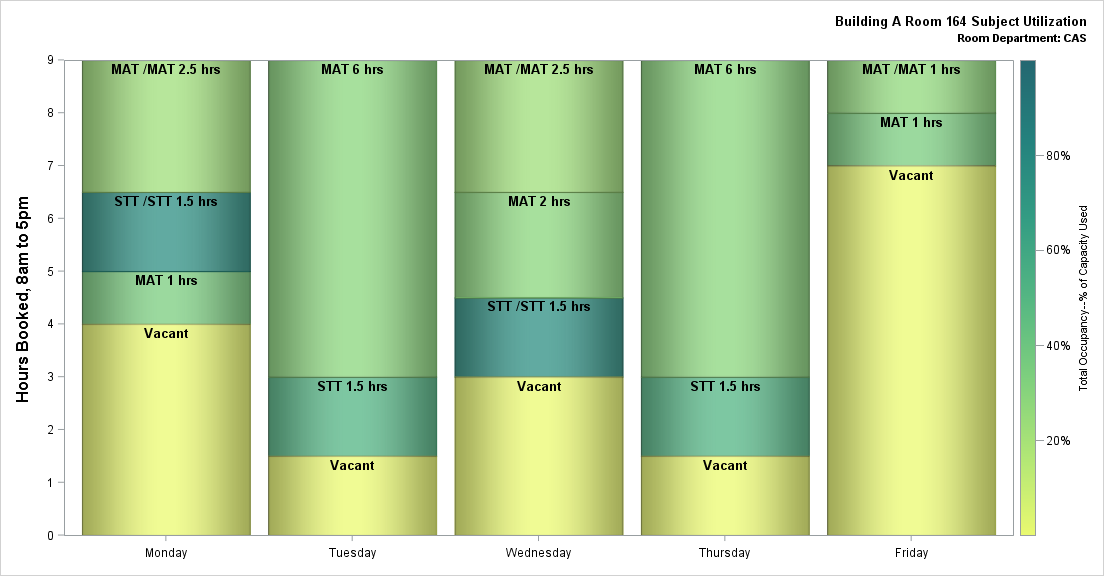 Building A Room 164 Subject Utilization
Room Department: CAS
Hours Booked, 8am to 5pm
9
8
7
6
5
4
3
2
1
0
MAT /MAT 2.5 hrs
STT /STT 1.5 hrs
MAT 1 hrs
Vacant
MAT 6 hrs
STT 1.5 hrs
Vacant
MAT /MAT 2.5 hrs
MAT 2 hrs
STT /STT 1.5 hrs
Vacant
MAT 6 hrs
STT 1.5 hrs
Vacant
MAT /MAT 1 hrs
MAT 1 hrs
Vacant
Monday
Tuesday
Wednesday
Thursday
Friday
80%
60%
40%
20%
Total Occupancy--% of Capacity Used